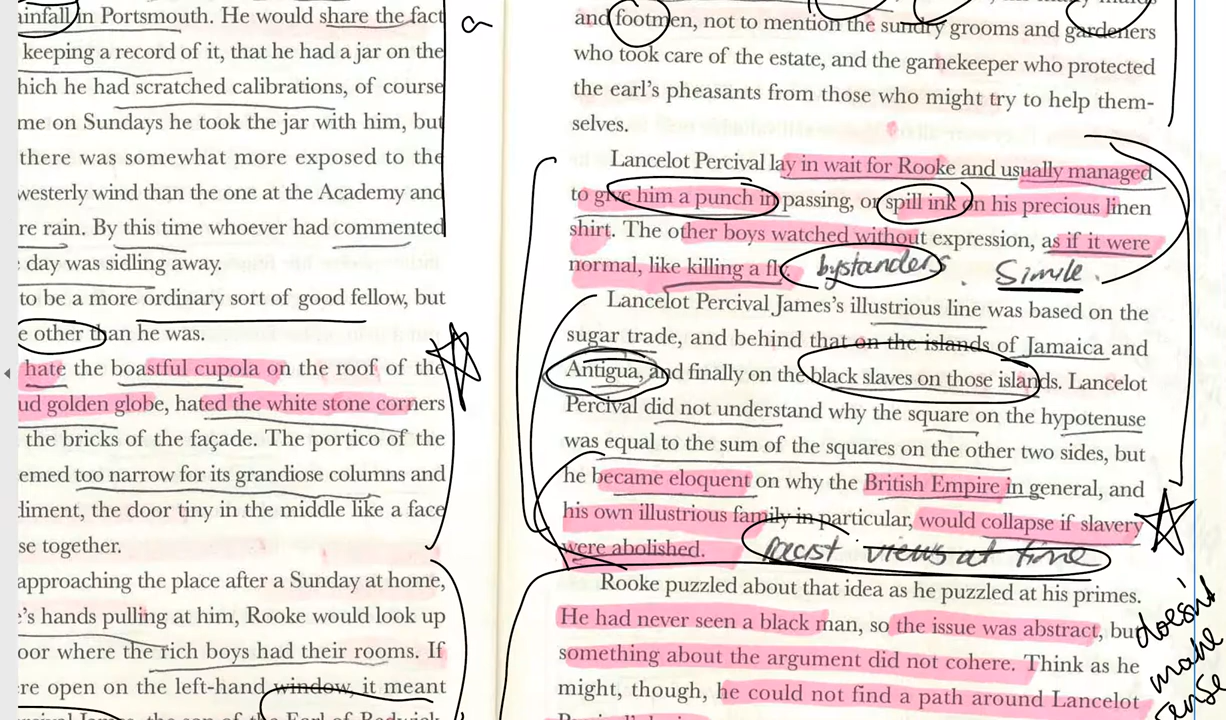 ainfall in Portsmouth. He would share the fact
keeping a record of it, that he had a jar on the
hich he had scratched calibrations, of course
me on Sundays he took the jar with him, but
there was somewhat more exposed to the
westerly wind than the one at the Academy and
re rain. By this time whoever had commented
day was sidling away.
to be a more ordinary sort of good fellow, but
e other than he was.
hate the boastful cupola on the roof of the
ud golden globe, hated the white stone corners
the bricks of the façade. The portico of the
emed too narrow for its grandiose columns and
diment, the door tiny in the middle like a face
se together.
approaching the place after a Sunday at home,
's hands pulling at him, Rooke would look up
oor where the rich boys had their rooms. If
re open on the left-hand window, it meant
and footmen, not to mention the sundry grooms and gardeners
who took care of the estate, and the gamekeeper who protected
the earl's pheasants from those who might try to help them-
selves.
Lancelot Percival lay in wait for Rooke and usually managed
to give him a punch in passing, or spill ink on his precious linen
shirt. The other boys watched without expression, as if it were
normal, like killing a fly. bystanders. Simile.
Lancelot Percival James's illustrious line was based on the
sugar trade, and behind that on the islands of Jamaica and
Antigua, and finally on the black slaves on those islands. Lancelot
Percival did not understand why the square on the hypotenuse
was equal to the sum of the squares on the other two sides, but
he became eloquent on why the British Empire in general, and
his own illustrious family in particular, would collapse if slavery
were abolished. racist views at time
Rooke puzzled about that idea as he puzzled at his primes.
He had never seen a black man, so the issue was abstract, but
something about the argument did not cohere. Think as he
might, though, he could not find a path around Lancelot
doesn't
make
sense